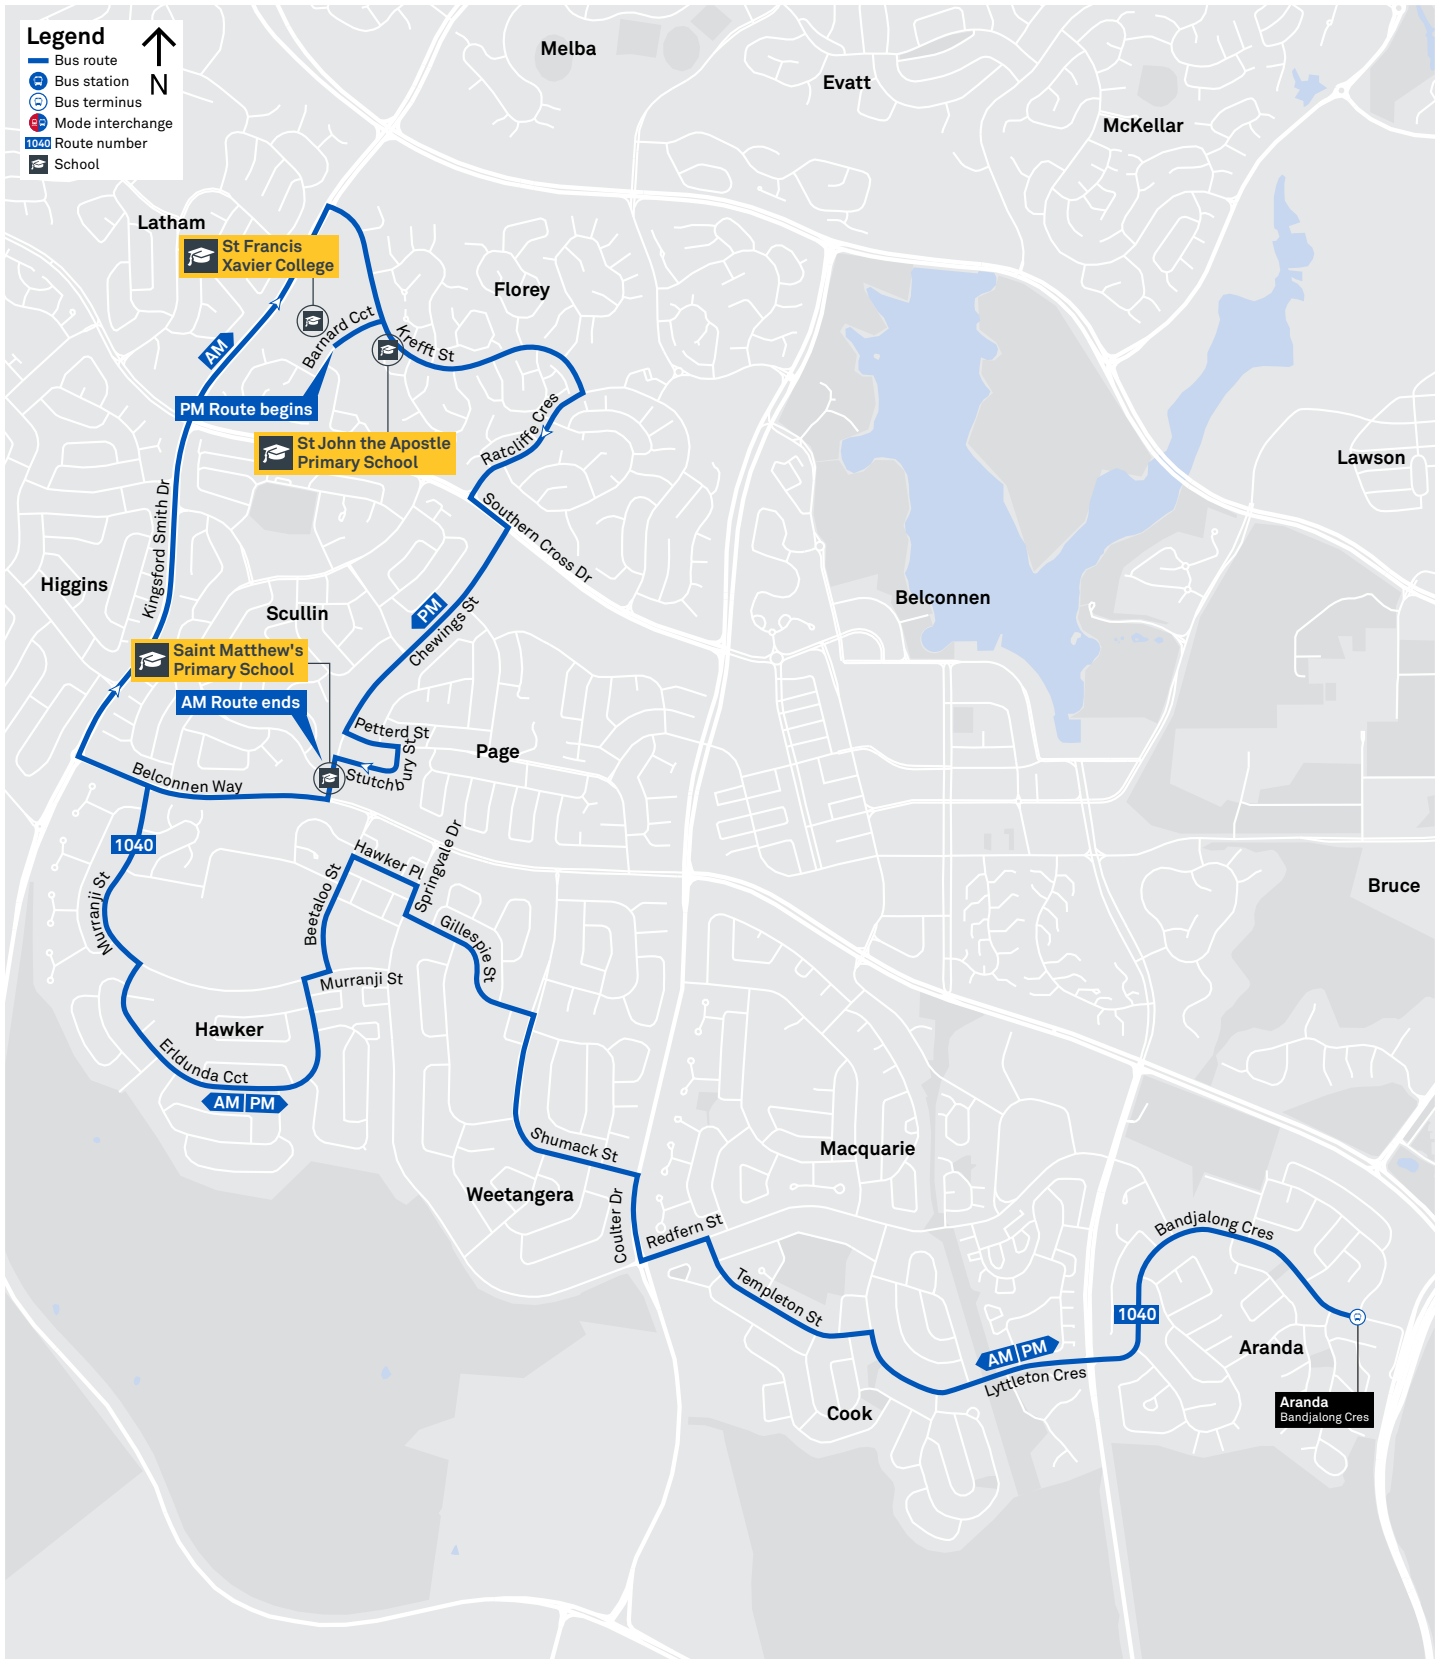 Legend
N
Bus route
Bus station
Bus terminus
Mode interchange
1040 Route number
School
Melba
Evatt
McKellar
Latham
St Francis
Xavier College
Florey
Barnard Cct
Krefft St
AM
PM Route begins
Ratcliffe Cres
St John the Apostle
Primary School
Lawson
Kingsford Smith Dr
Southern Cross Dr
Higgins
Scullin
PM
Chewings St
Belconnen
Saint Matthew's
Primary School
AM Route ends
Petterd St
Stutchbury St
Page
Belconnen Way
1040
Hawker Pl
Springvale Dr
Beetaloo St
Murranji St
Bruce
Gillespie St
Murranji St
Hawker
Erldunda Cct
AM PM
Shumack St
Macquarie
Weetangera
Coulter Dr
Redfern St
Bandjalong Cres
Templeton St
1040
AM PM
Aranda
Lyttleton Cres
Cook
Aranda
Bandjalong Cres